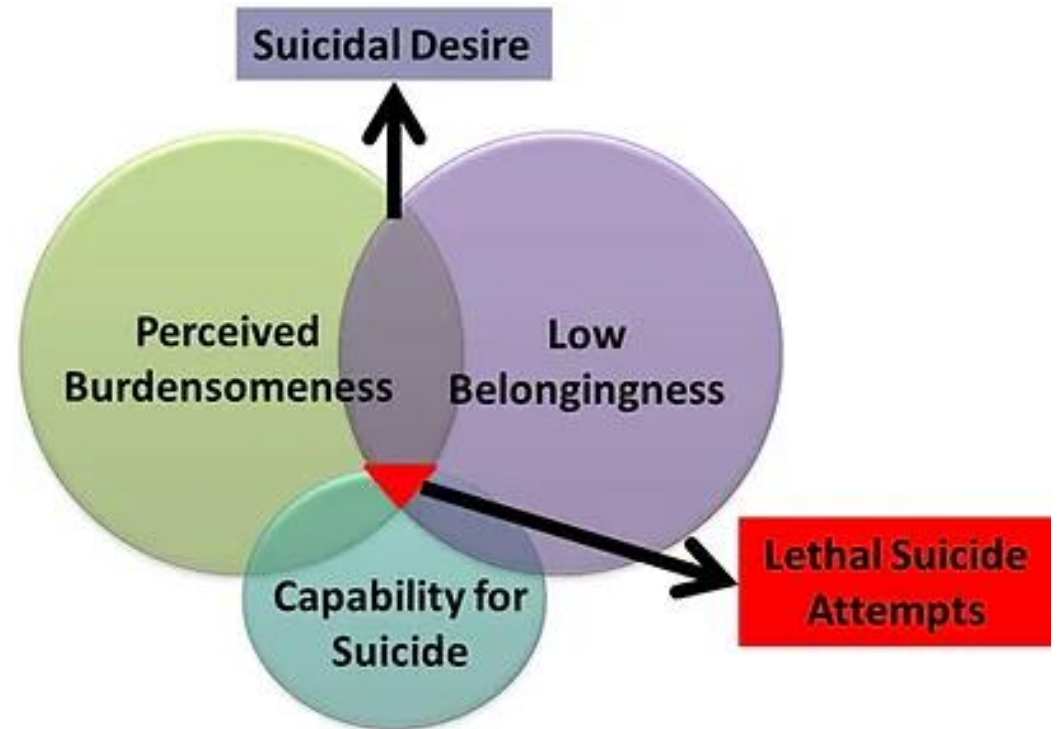 Suicidal Desire
Perceived
Burdensomeness
Low
Belongingness
Capability for
Suicide
Lethal Suicide
Attempts